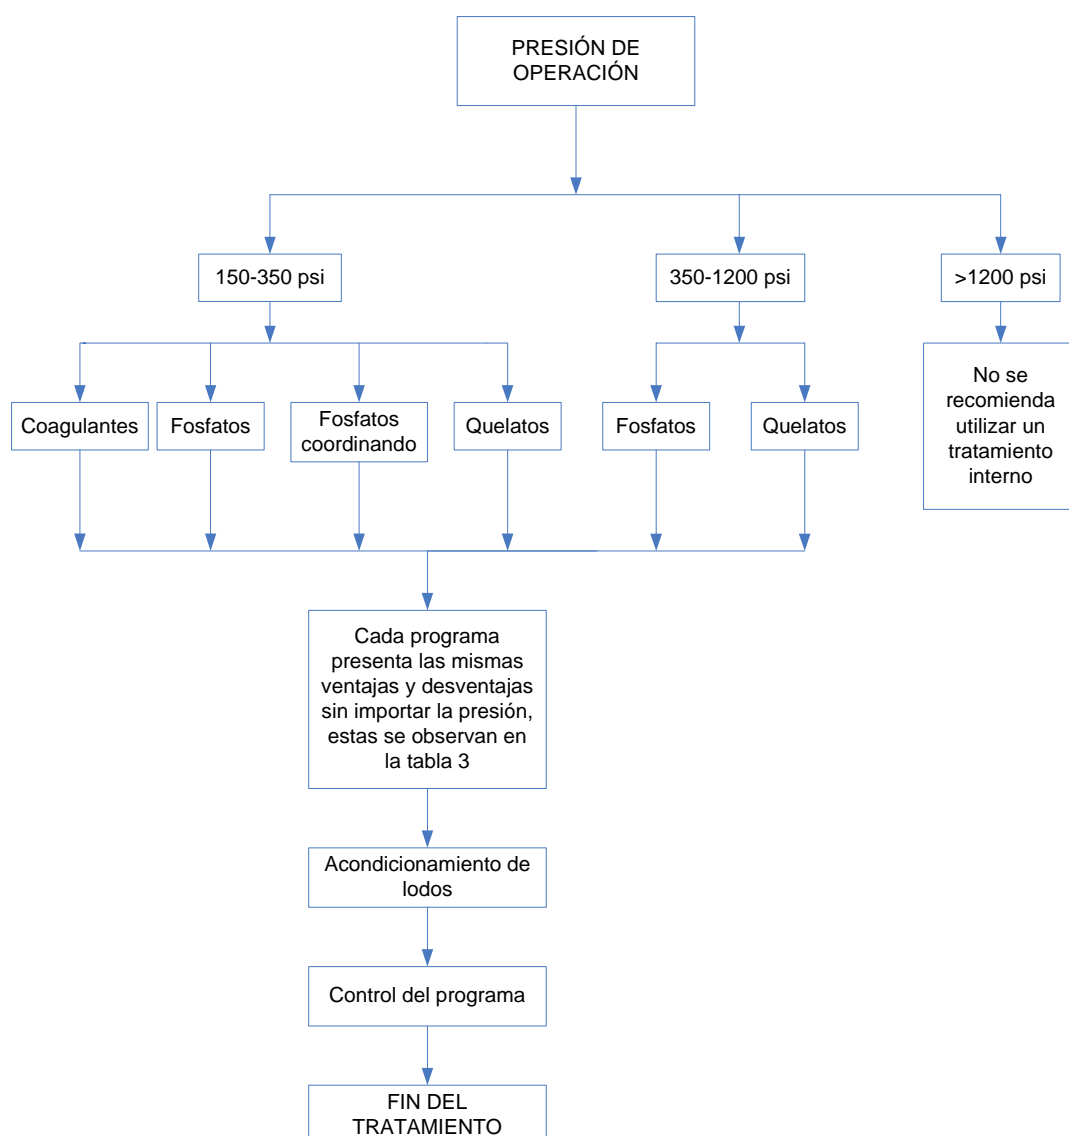 PRESIÓN DE
OPERACIÓN
150-350 psi
350-1200 psi
>1200 psi
Coagulantes
Fosfatos
Fosfatos
coordinando
Quelatos
Fosfatos
Quelatos
No se
recomienda
utilizar un
tratamiento
interno
Cada programa
presenta las mismas
ventajas y desventajas
sin importar la presión,
estas se observan en
la tabla 3
Acondicionamiento de
lodos
Control del programa
FIN DEL
TRATAMIENTO